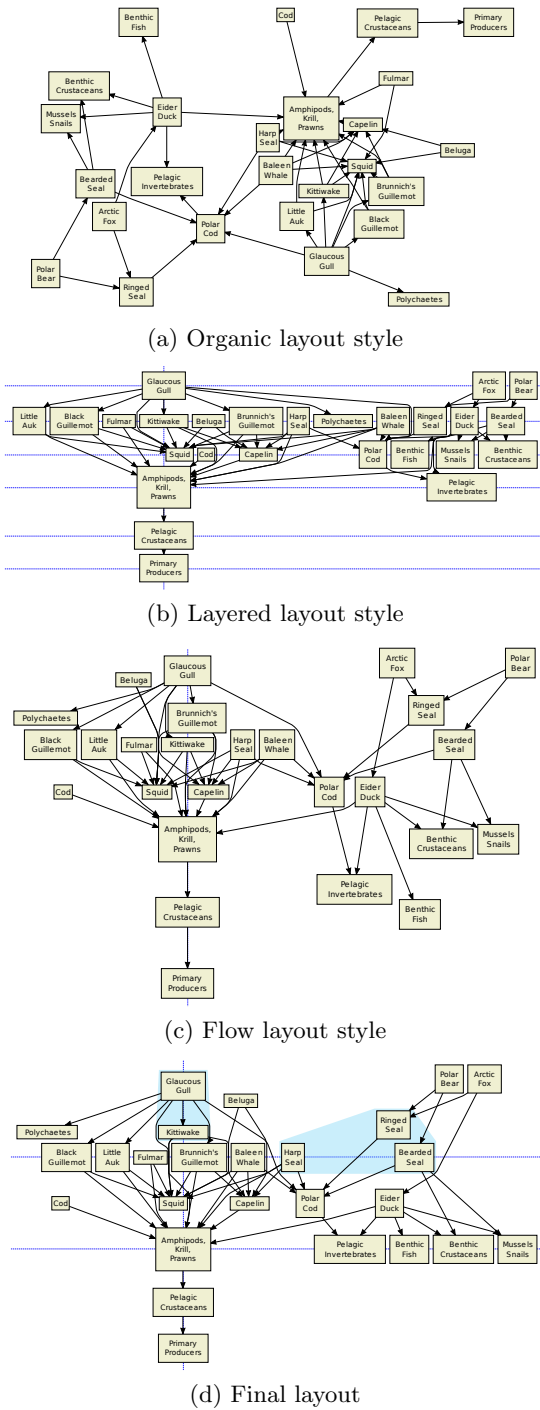 Cod
Pelagic
Crustaceans
Primary
Producers
Benthic
Fish
Fulmar
Benthic
Crustaceans
Mussels
Snails
Eider
Duck
Amphipods,
Krill,
Prawns
Capelin
Harp
Seal
Beluga
Baleen
Whale
Squid
Bearded
Seal
Pelagic
Invertebrates
Kittiwake
Brunnich's
Guillemot
Arctic
Fox
Little
Auk
Black
Guillemot
Polar
Cod
Polar
Bear
Glaucous
Gull
Ringed
Seal
Polychaetes
(a) Organic layout style
Glaucous
Gull
Arctic
Fox
Polar
Bear
Little
Auk
Black
Guillemot
Fulmar
Kittiwake
Beluga
Brunnich's
Guillemot
Harp
Seal
Polychaetes
Baleen
Whale
Ringed
Seal
Eider
Duck
Bearded
Seal
Squid
Cod
Capelin
Polar
Cod
Benthic
Fish
Mussels
Snails
Benthic
Crustaceans
Amphipods,
Krill,
Prawns
Pelagic
Invertebrates
Pelagic
Crustaceans
Primary
Producers
(b) Layered layout style
Glaucous
Gull
Arctic
Fox
Polar
Bear
Beluga
Polychaetes
Brunnich's
Guillemot
Ringed
Seal
Black
Guillemot
Little
Auk
Fulmar
Kittiwake
Harp
Seal
Baleen
Whale
Bearded
Seal
Cod
Squid
Capelin
Polar
Cod
Eider
Duck
Amphipods,
Krill,
Prawns
Benthic
Crustaceans
Mussels
Snails
Pelagic
Invertebrates
Pelagic
Crustaceans
Benthic
Fish
Primary
Producers
(c) Flow layout style
Glaucous
Gull
Polar
Bear
Arctic
Fox
Beluga
Polychaetes
Kittiwake
Ringed
Seal
Black
Guillemot
Little
Auk
Fulmar
Brunnich's
Guillemot
Baleen
Whale
Harp
Seal
Bearded
Seal
Cod
Squid
Capelin
Polar
Cod
Eider
Duck
Amphipods,
Krill,
Prawns
Pelagic
Invertebrates
Benthic
Fish
Benthic
Crustaceans
Mussels
Snails
Pelagic
Crustaceans
Primary
Producers
(d) Final layout